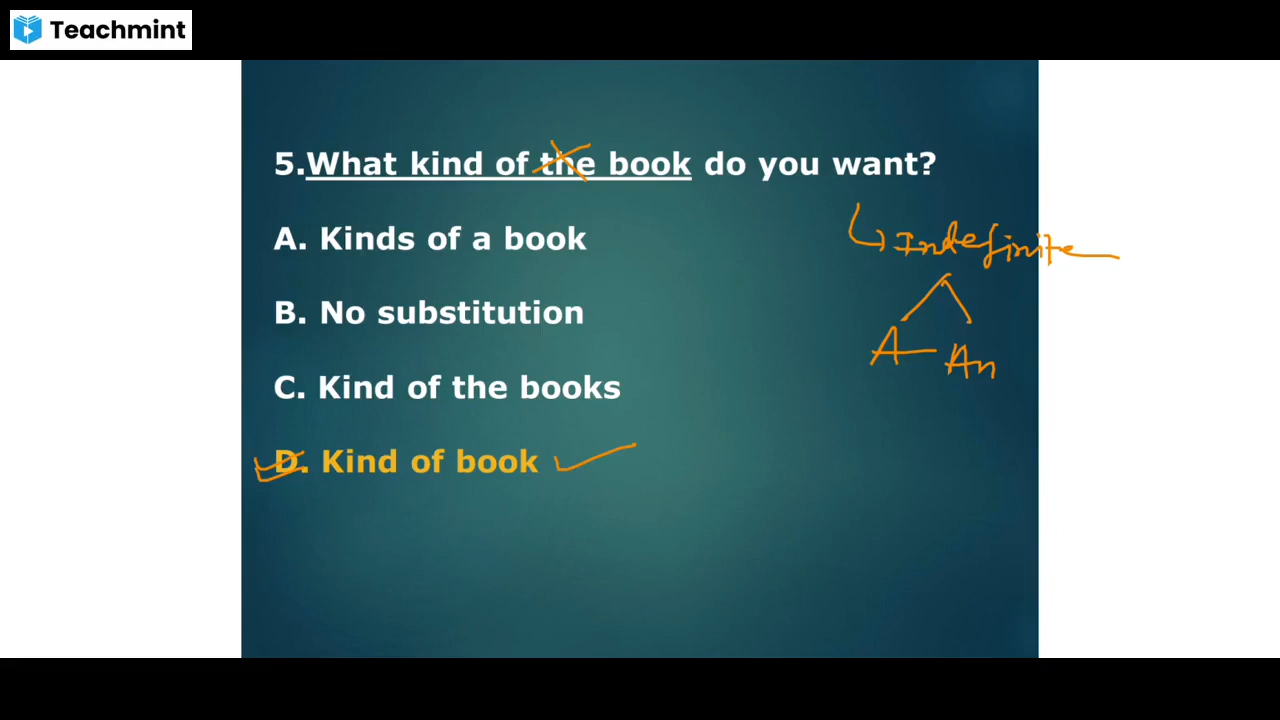 Teachmint
5.What kind of the book do you want?
A. Kinds of a book
Indefinite
B. No substitution
A An
C. Kind of the books
D. Kind of book